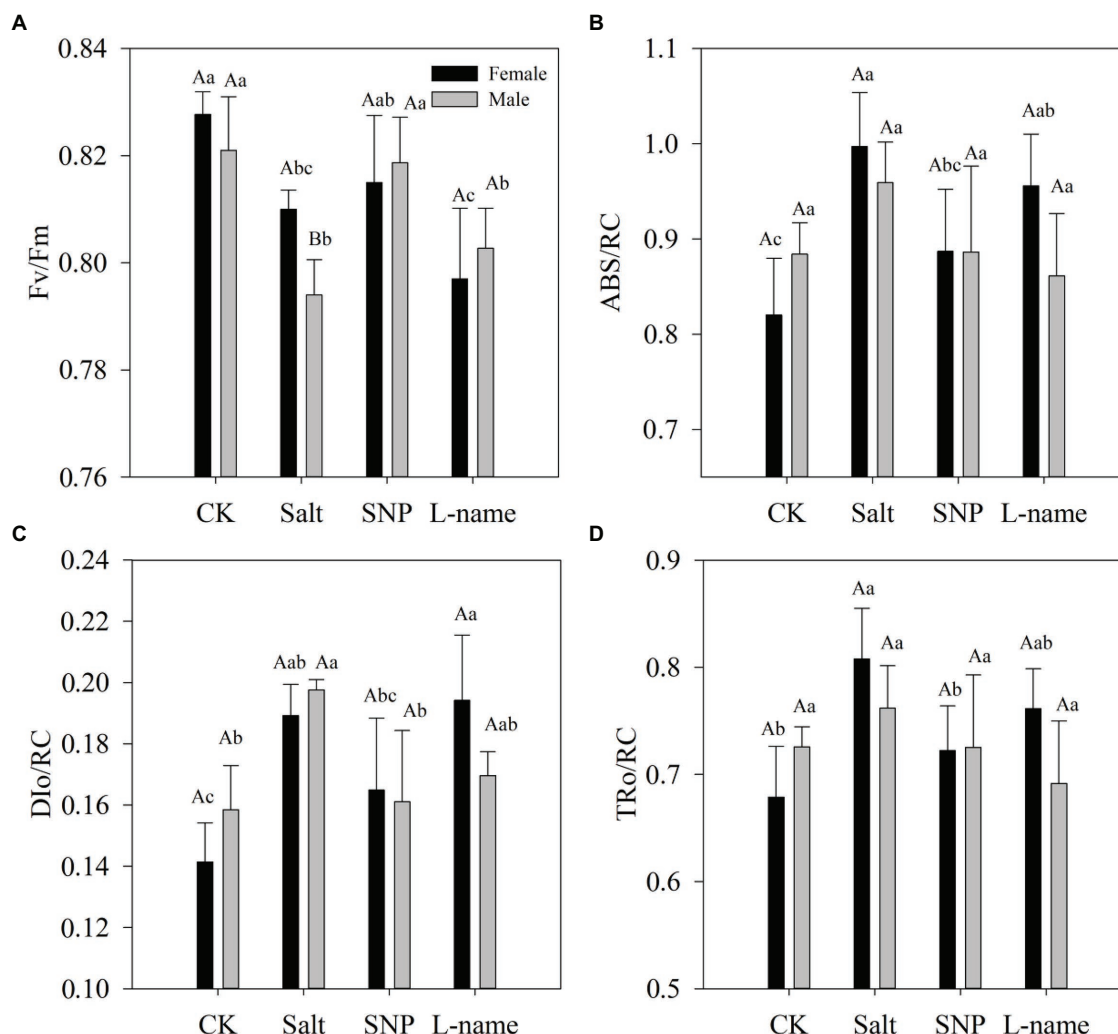 A
Fv/Fm
0.84
0.82
0.80
0.78
0.76
Female
Male
Aa
Aa
Abc
Bb
Aab
Aa
Ac
Ab
CK Salt SNP L-name
B
ABS/RC
1.1
1.0
0.9
0.8
0.7
Ac
Aa
Aa
Aa
Abc
Aa
Aab
Aa
CK Salt SNP L-name
C
DIo/RC
0.24
0.22
0.20
0.18
0.16
0.14
0.12
0.10
Ac
Ab
Aab
Aa
Abc
Ab
Aa
Aab
CK Salt SNP L-name
D
TRo/RC
0.9
0.8
0.7
0.6
0.5
Ab
Aa
Aa
Aa
Ab
Aa
Aab
Aa
CK Salt SNP L-name